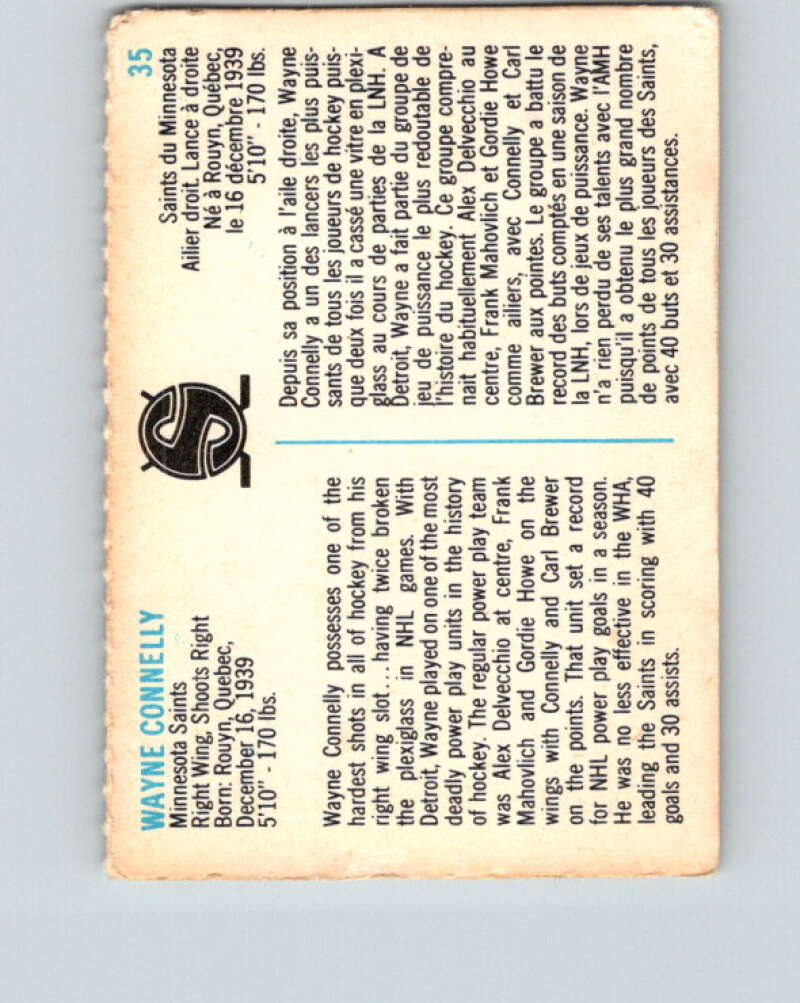 WAYNE CONNELLY
Minnesota Saints
Right Wing, Shoots Right
Born: Rouyn, Quebec,
December 16, 1939
5'10" - 170 lbs.
Wayne Connelly possesses one of the
hardest shots in all of hockey from his
right wing slot... having twice broken
the plexiglass in NHL games. With
Detroit, Wayne played on one of the most
deadly power play units in the history
of hockey. The regular power play team
was Alex Delvecchio at centre, Frank
Mahovlich and Gordie Howe on the
wings with Connelly and Carl Brewer
on the points. That unit set a record
for NHL power play goals in a season.
He was no less effective in the WHA,
leading the Saints in scoring with 40
goals and 30 assists.
35
Saints du Minnesota
Ailier droit. Lance à droite
Né à Rouyn, Québec,
le 16 décembre 1939
5'10" - 170 lbs.
Depuis sa position à l'aile droite, Wayne
Connelly a un des lancers les plus puis-
sants de tous les joueurs de hockey puis-
que deux fois il a cassé une vitre en plexi-
glass au cours de parties de la LNH. A
Detroit, Wayne a fait partie du groupe de
jeu de puissance le plus redoutable de
l'histoire du hockey. Ce groupe compre-
nait habituellement Alex Delvecchio au
centre, Frank Mahovlich et Gordie Howe
comme ailiers, avec Connelly et Carl
Brewer aux pointes. Le groupe a battu le
record des buts comptés en une saison de
la LNH, lors de jeux de puissance. Wayne
n'a rien perdu de ses talents avec l'AMH
puisqu'il a obtenu le plus grand nombre
de points de tous les joueurs des Saints,
avec 40 buts et 30 assistances.